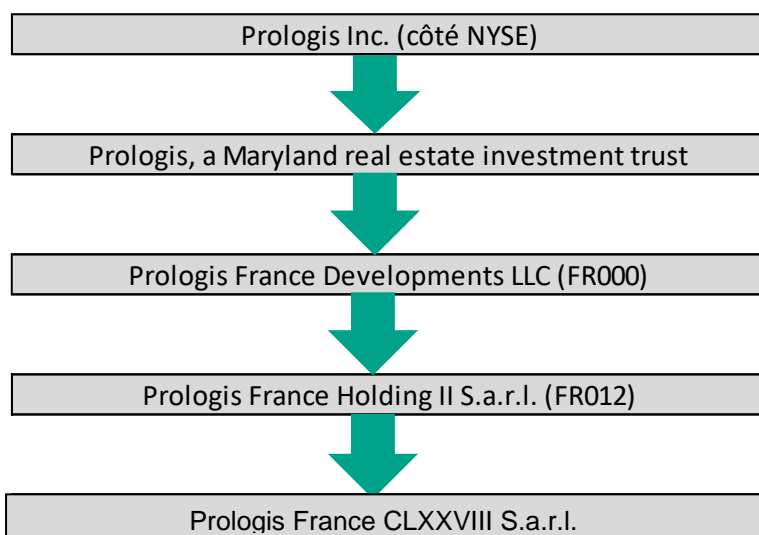 Prologis Inc. (côté NYSE)
Prologis, a Maryland real estate investment trust
Prologis France Developments LLC (FR000)
Prologis France Holding II S.a.r.l. (FR012)
Prologis France CLXXVIII S.a.r.l.